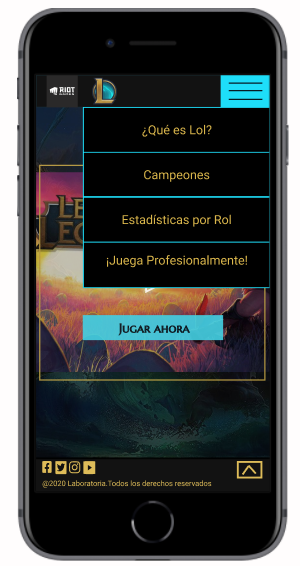 RIOT
GAMES
¿Qué es Lol?
Campeones
Estadísticas por Rol
¡Juega Profesionalmente!
LE
LEG
JUGAR AHORA
@2020 Laboratoria.Todos los derechos reservados